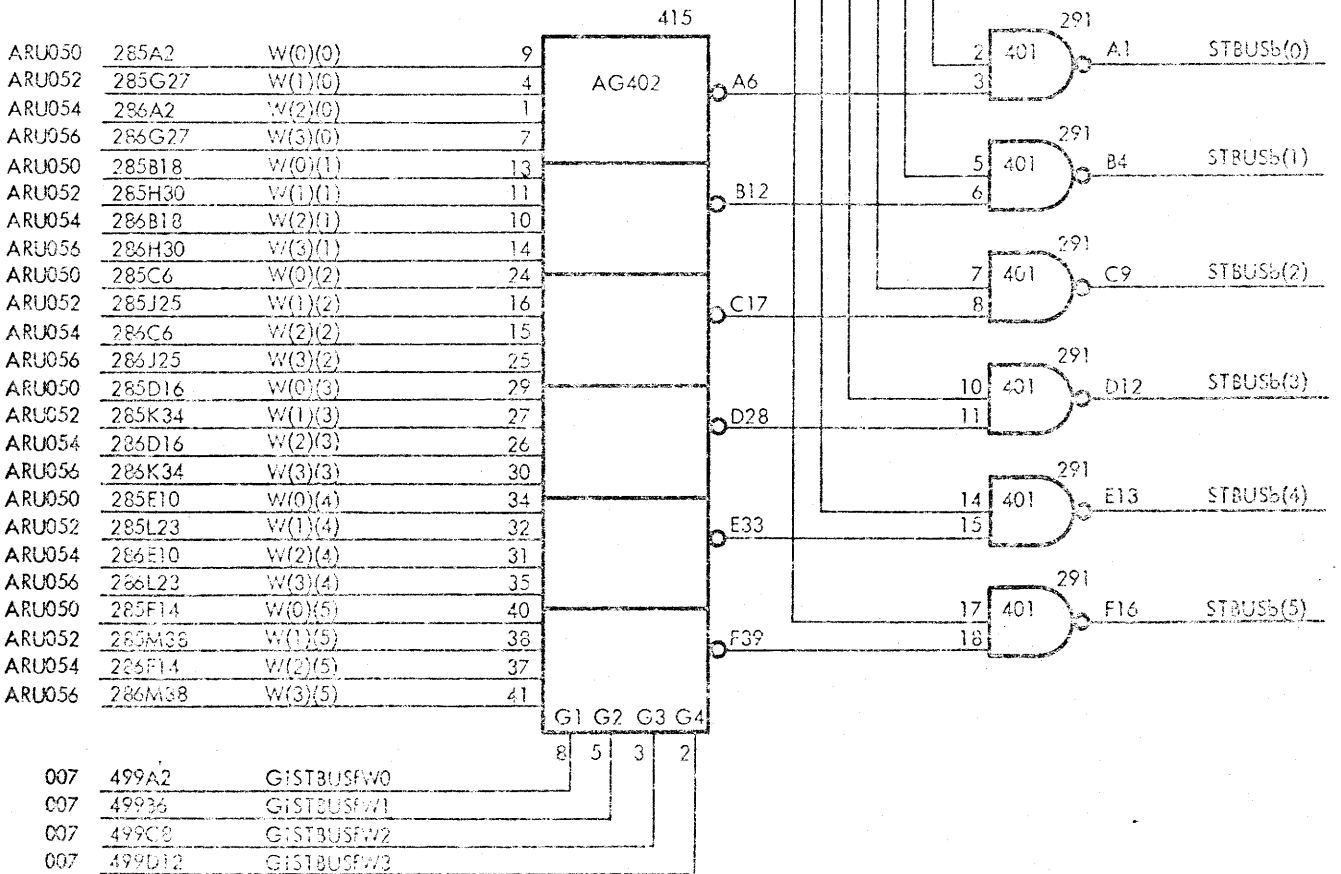 415
291
ARU050 285A2 W(0)(0) 9
2 401 A1 STBUSb(0)
ARU052 285G27 W(1)(0) 4 AG402 A6 3
ARU054 286A2 W(2)(0) 1
ARU056 286G27 W(3)(0) 7
291
ARU050 285B18 W(0)(1) 13 5 401 B4 STBUSb(1)
ARU052 285H30 W(1)(1) 11 B12 6
ARU054 286B18 W(2)(1) 10
ARU056 286H30 W(3)(1) 14
291
ARU050 285C6 W(0)(2) 24 7 401 C9 STBUSb(2)
ARU052 285J25 W(1)(2) 16 C17 8
ARU054 286C6 W(2)(2) 15
ARU056 286J25 W(3)(2) 25
291
ARU050 285D16 W(0)(3) 29 10 401 D12 STBUSb(3)
ARU052 285K34 W(1)(3) 27 D28 11
ARU054 286D16 W(2)(3) 26
ARU056 286K34 W(3)(3) 30
291
ARU050 285E10 W(0)(4) 34 14 401 E13 STBUSb(4)
ARU052 285L23 W(1)(4) 32 E33 15
ARU054 286E10 W(2)(4) 31
ARU056 286L23 W(3)(4) 35
291
ARU050 285F14 W(0)(5) 40 17 401 F16 STBUSb(5)
ARU052 285M38 W(1)(5) 38 F39 18
ARU054 286F14 W(2)(5) 37
ARU056 286M38 W(3)(5) 41
G1 G2 G3 G4
8 5 3 2
007 499A2 G1STBUSFW0
007 499B6 G1STBUSFW1
007 499C8 G1STBUSFW2
007 499D12 G1STBUSFW3